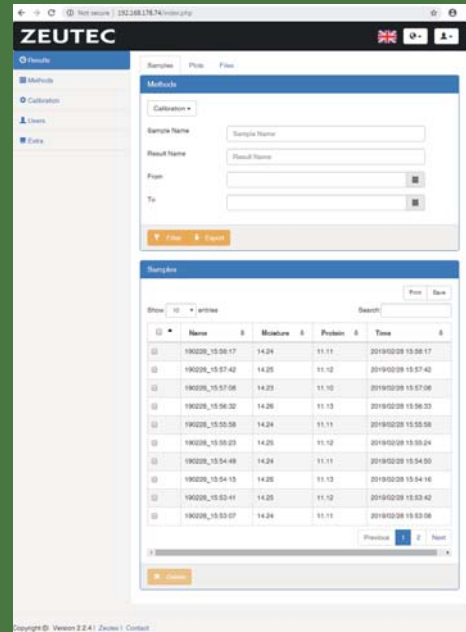 Not secure | 192.168.178.74/index.php
ZEUTEC
Results
Methods
Calibration
Users
Extra
Samples Plots Files
Methods
Calibration
Sample Name Sample Name
Result Name Result Name
From
To
Filter Export
Samples
Print Save
Show 10 entries Search:
Name Moisture Protein Time
190228_15:58:17 14.24 11.11 2019/02/28 15:58:17
190228_15:57:42 14.25 11.12 2019/02/28 15:57:42
190228_15:57:08 14.23 11.10 2019/02/28 15:57:08
190228_15:56:32 14.26 11.13 2019/02/28 15:56:33
190228_15:55:58 14.24 11.11 2019/02/28 15:55:58
190228_15:55:23 14.25 11.12 2019/02/28 15:55:24
190228_15:54:49 14.24 11.11 2019/02/28 15:54:50
190228_15:54:15 14.26 11.13 2019/02/28 15:54:16
190228_15:53:41 14.25 11.12 2019/02/28 15:53:42
190228_15:53:07 14.24 11.11 2019/02/28 15:53:08
Previous 1 2 Next
Delete
Copyright ©. Version 2.2.4 | Zeutec | Contact